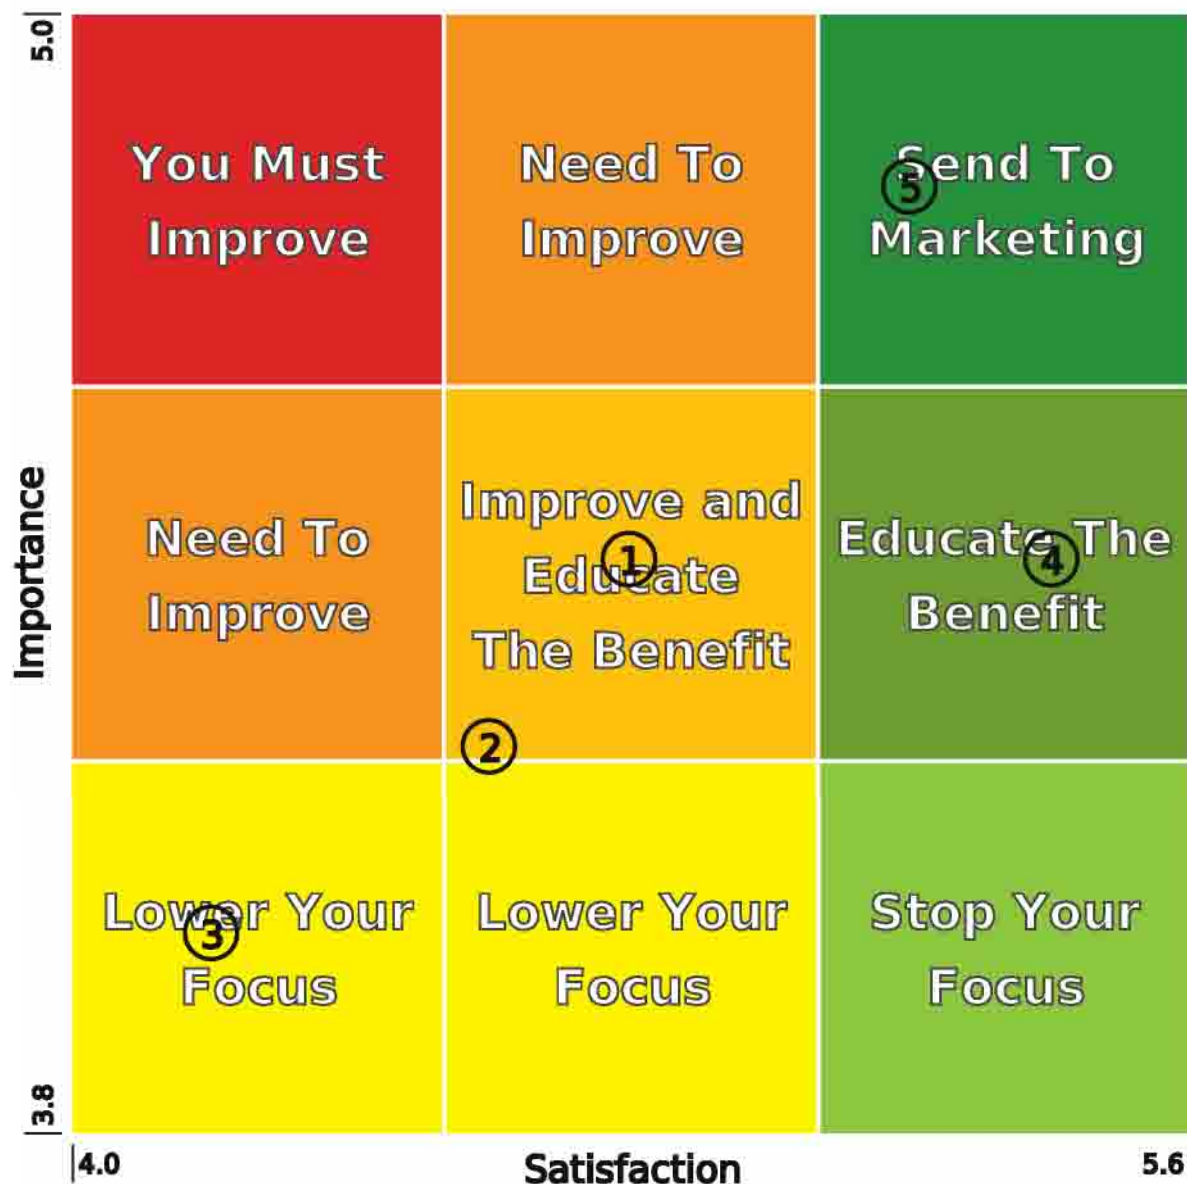 5.0
You Must
Improve
Need To
Improve
Send To
Marketing
5
Importance
Need To
Improve
Improve and
Educate
The Benefit
1
2
Educate The
Benefit
4
Lower Your
Focus
3
Lower Your
Focus
Stop Your
Focus
3.8
4.0
Satisfaction
5.6